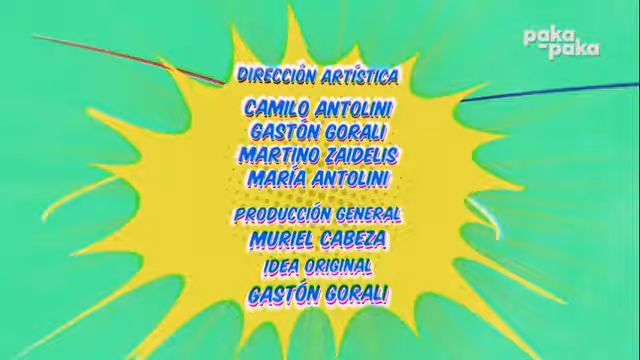 paka-
paka
DIRECCIÓN ARTÍSTICA
CAMILO ANTOLINI
GASTÓN GORALI
MARTINO ZAIDELIS
MARÍA ANTOLINI
PRODUCCIÓN GENERAL
MURIEL CABEZA
IDEA ORIGINAL
GASTÓN GORALI